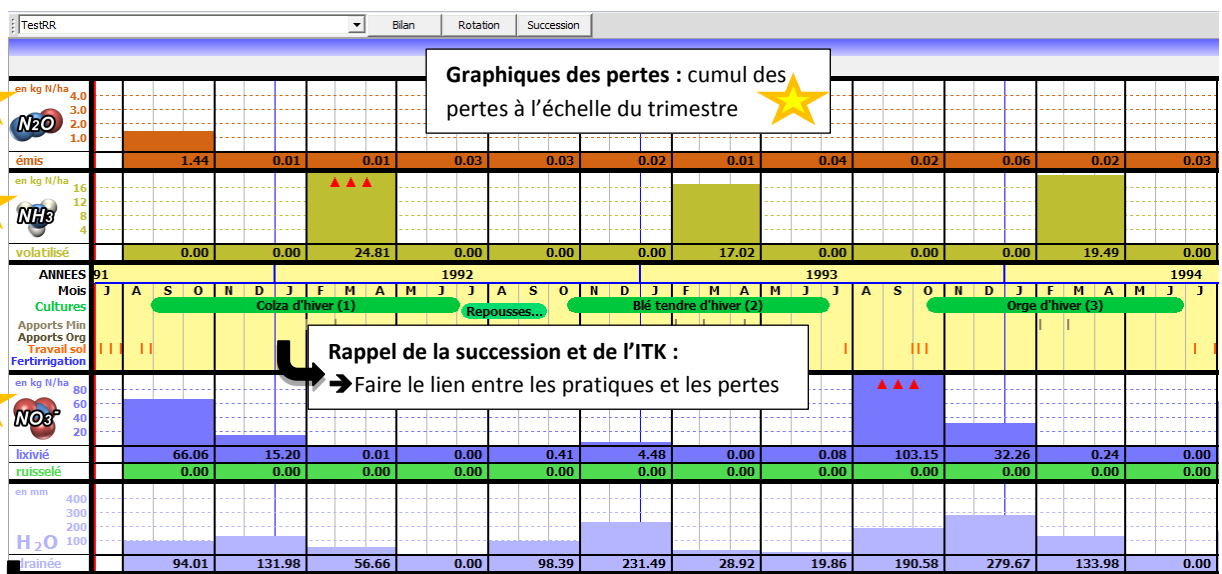 TestRR Bilan Rotation Succession
Graphiques des pertes : cumul des
pertes à l'échelle du trimestre
en kg N/ha
4.0
3.0
N2O 2.0
1.0
émis 1.44 0.01 0.01 0.03 0.03 0.02 0.01 0.04 0.02 0.06 0.02 0.03
en kg N/ha
16
12
NH3 8
4
volatilisé 0.00 0.00 24.81 0.00 0.00 0.00 17.02 0.00 0.00 0.00 19.49 0.00
ANNEES 91 1992 1993 1994
Mois J A S O N D J F M A M J J A S O N D J F M A M J J A S O N D J F M A M J J
Cultures Colza d'hiver (1) Repousses... Blé tendre d'hiver (2) Orge d'hiver (3)
Apports Min
Apports Org
Travail sol
Fertirrigation
Rappel de la succession et de l'ITK :
➔Faire le lien entre les pratiques et les pertes
en kg N/ha
80
60
NO3- 40
20
lixivié 66.06 15.20 0.01 0.00 0.41 4.48 0.00 0.08 103.15 32.26 0.24 0.00
ruisselé 0.00 0.00 0.00 0.00 0.00 0.00 0.00 0.00 0.00 0.00 0.00 0.00
en mm
400
300
200
H2O 100
drainée 94.01 131.98 56.66 0.00 98.39 231.49 28.92 19.86 190.58 279.67 133.98 0.00